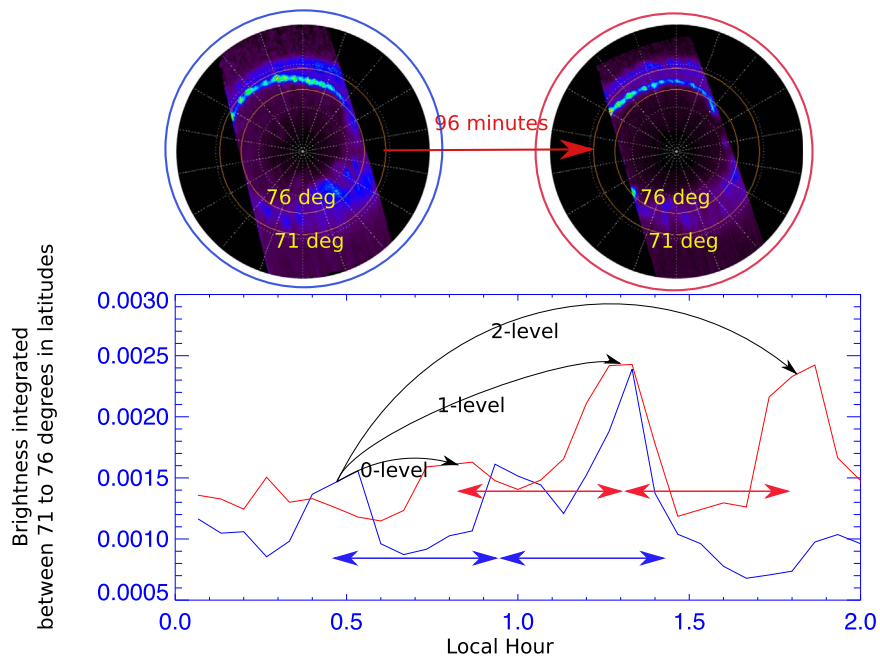 96 minutes
76 deg
71 deg
76 deg
71 deg
Brightness integrated
between 71 to 76 degrees in latitudes
0.0030
0.0025
0.0020
0.0015
0.0010
0.0005
2-level
1-level
0-level
0.0 0.5 1.0 1.5 2.0
Local Hour